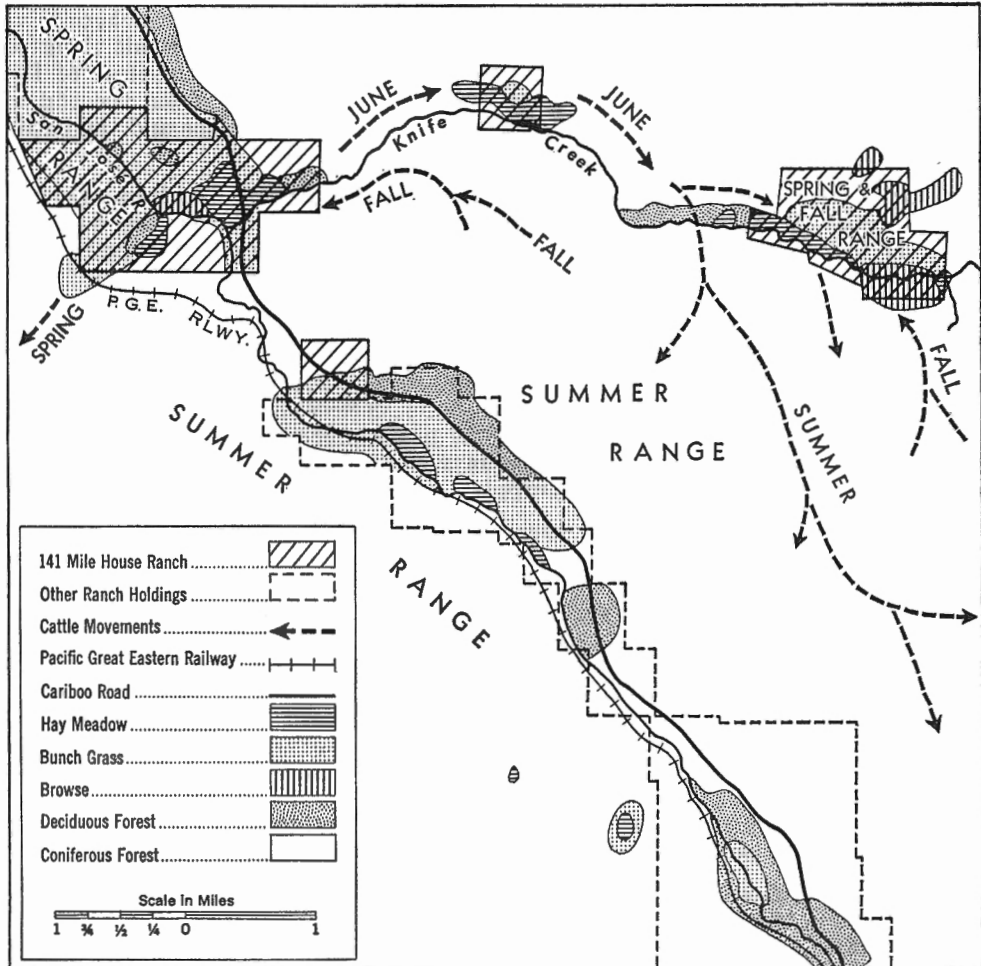 SPRING
RANGE
San José R.
JUNE
Knife Creek
JUNE
FALL
FALL
SPRING &
FALL
RANGE
SPRING
P.G.E. RLWY.
FALL
SUMMER
RANGE
SUMMER
SUMMER
RANGE
141 Mile House Ranch
Other Ranch Holdings
Cattle Movements
Pacific Great Eastern Railway
Cariboo Road
Hay Meadow
Bunch Grass
Browse
Deciduous Forest
Coniferous Forest
Scale in Miles
1 ¾ ½ ¼ 0 1